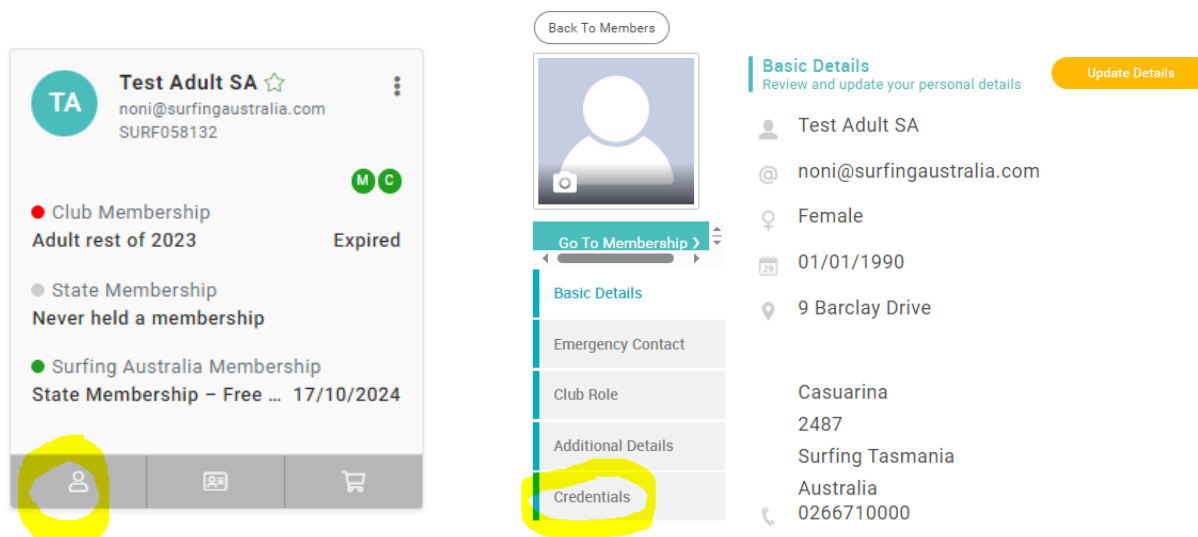 TA
Test Adult SA
noni@surfingaustralia.com
SURF058132
M C
Club Membership
Adult rest of 2023 Expired
State Membership
Never held a membership
Surfing Australia Membership
State Membership – Free ... 17/10/2024
Back To Members
Go To Membership
Basic Details
Emergency Contact
Club Role
Additional Details
Credentials
Basic Details
Review and update your personal details
Update Details
Test Adult SA
@ noni@surfingaustralia.com
Female
29 01/01/1990
9 Barclay Drive
Casuarina
2487
Surfing Tasmania
Australia
0266710000